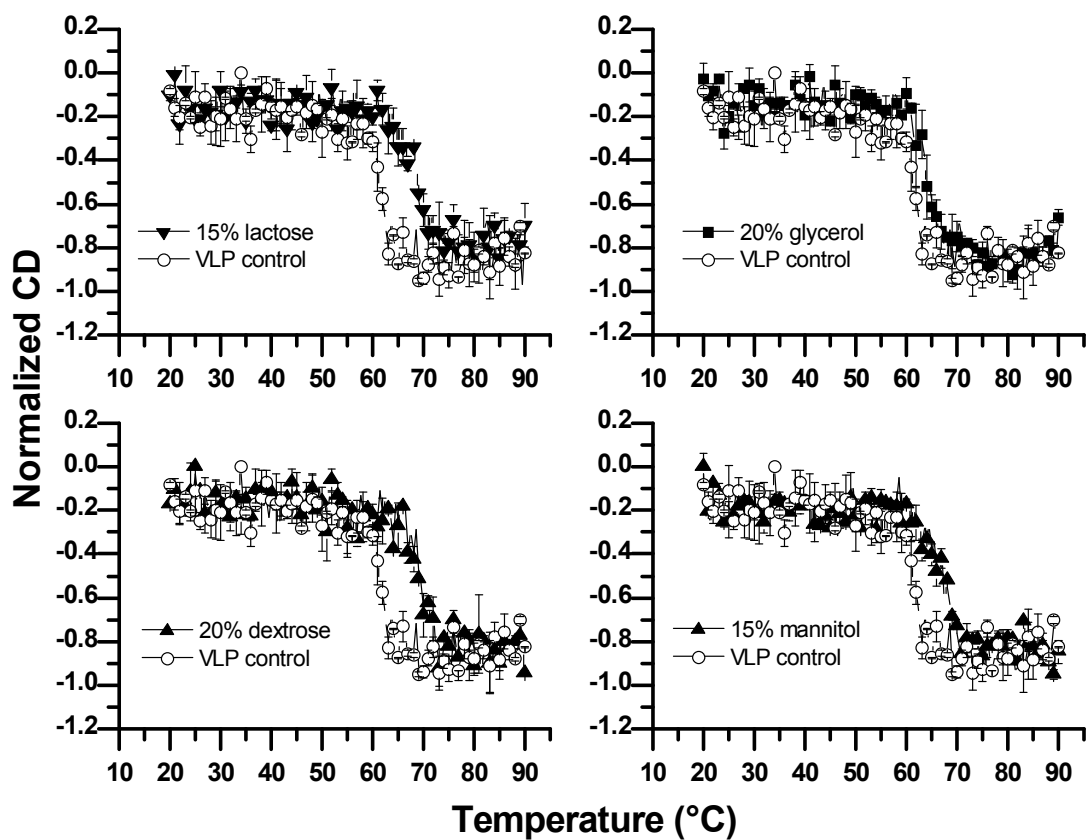 Normalized CD
0.2
0.0
-0.2
-0.4
-0.6
-0.8
-1.0
-1.2
15% lactose
VLP control
10 20 30 40 50 60 70 80 90
0.2
0.0
-0.2
-0.4
-0.6
-0.8
-1.0
-1.2
20% glycerol
VLP control
10 20 30 40 50 60 70 80 90
0.2
0.0
-0.2
-0.4
-0.6
-0.8
-1.0
-1.2
20% dextrose
VLP control
10 20 30 40 50 60 70 80 90
0.2
0.0
-0.2
-0.4
-0.6
-0.8
-1.0
-1.2
15% mannitol
VLP control
10 20 30 40 50 60 70 80 90
Temperature (°C)